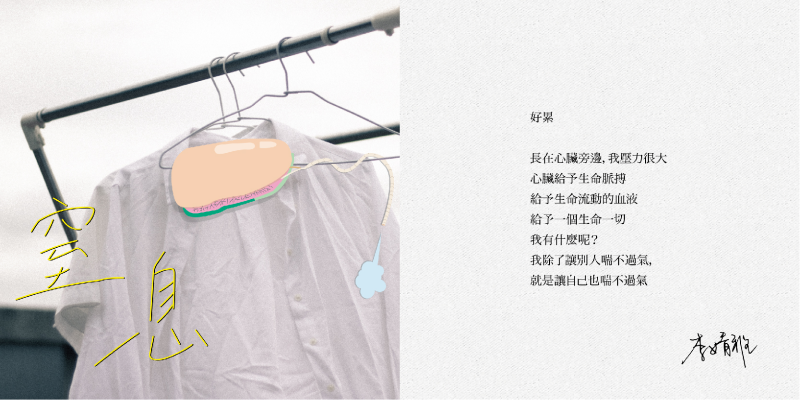 窒息
好累
長在心臟旁邊，我壓力很大
心臟給予生命脈搏
給予生命流動的血液
給予一個生命一切
我有什麼呢？
我除了讓別人喘不過氣，
就是讓自己也喘不過氣